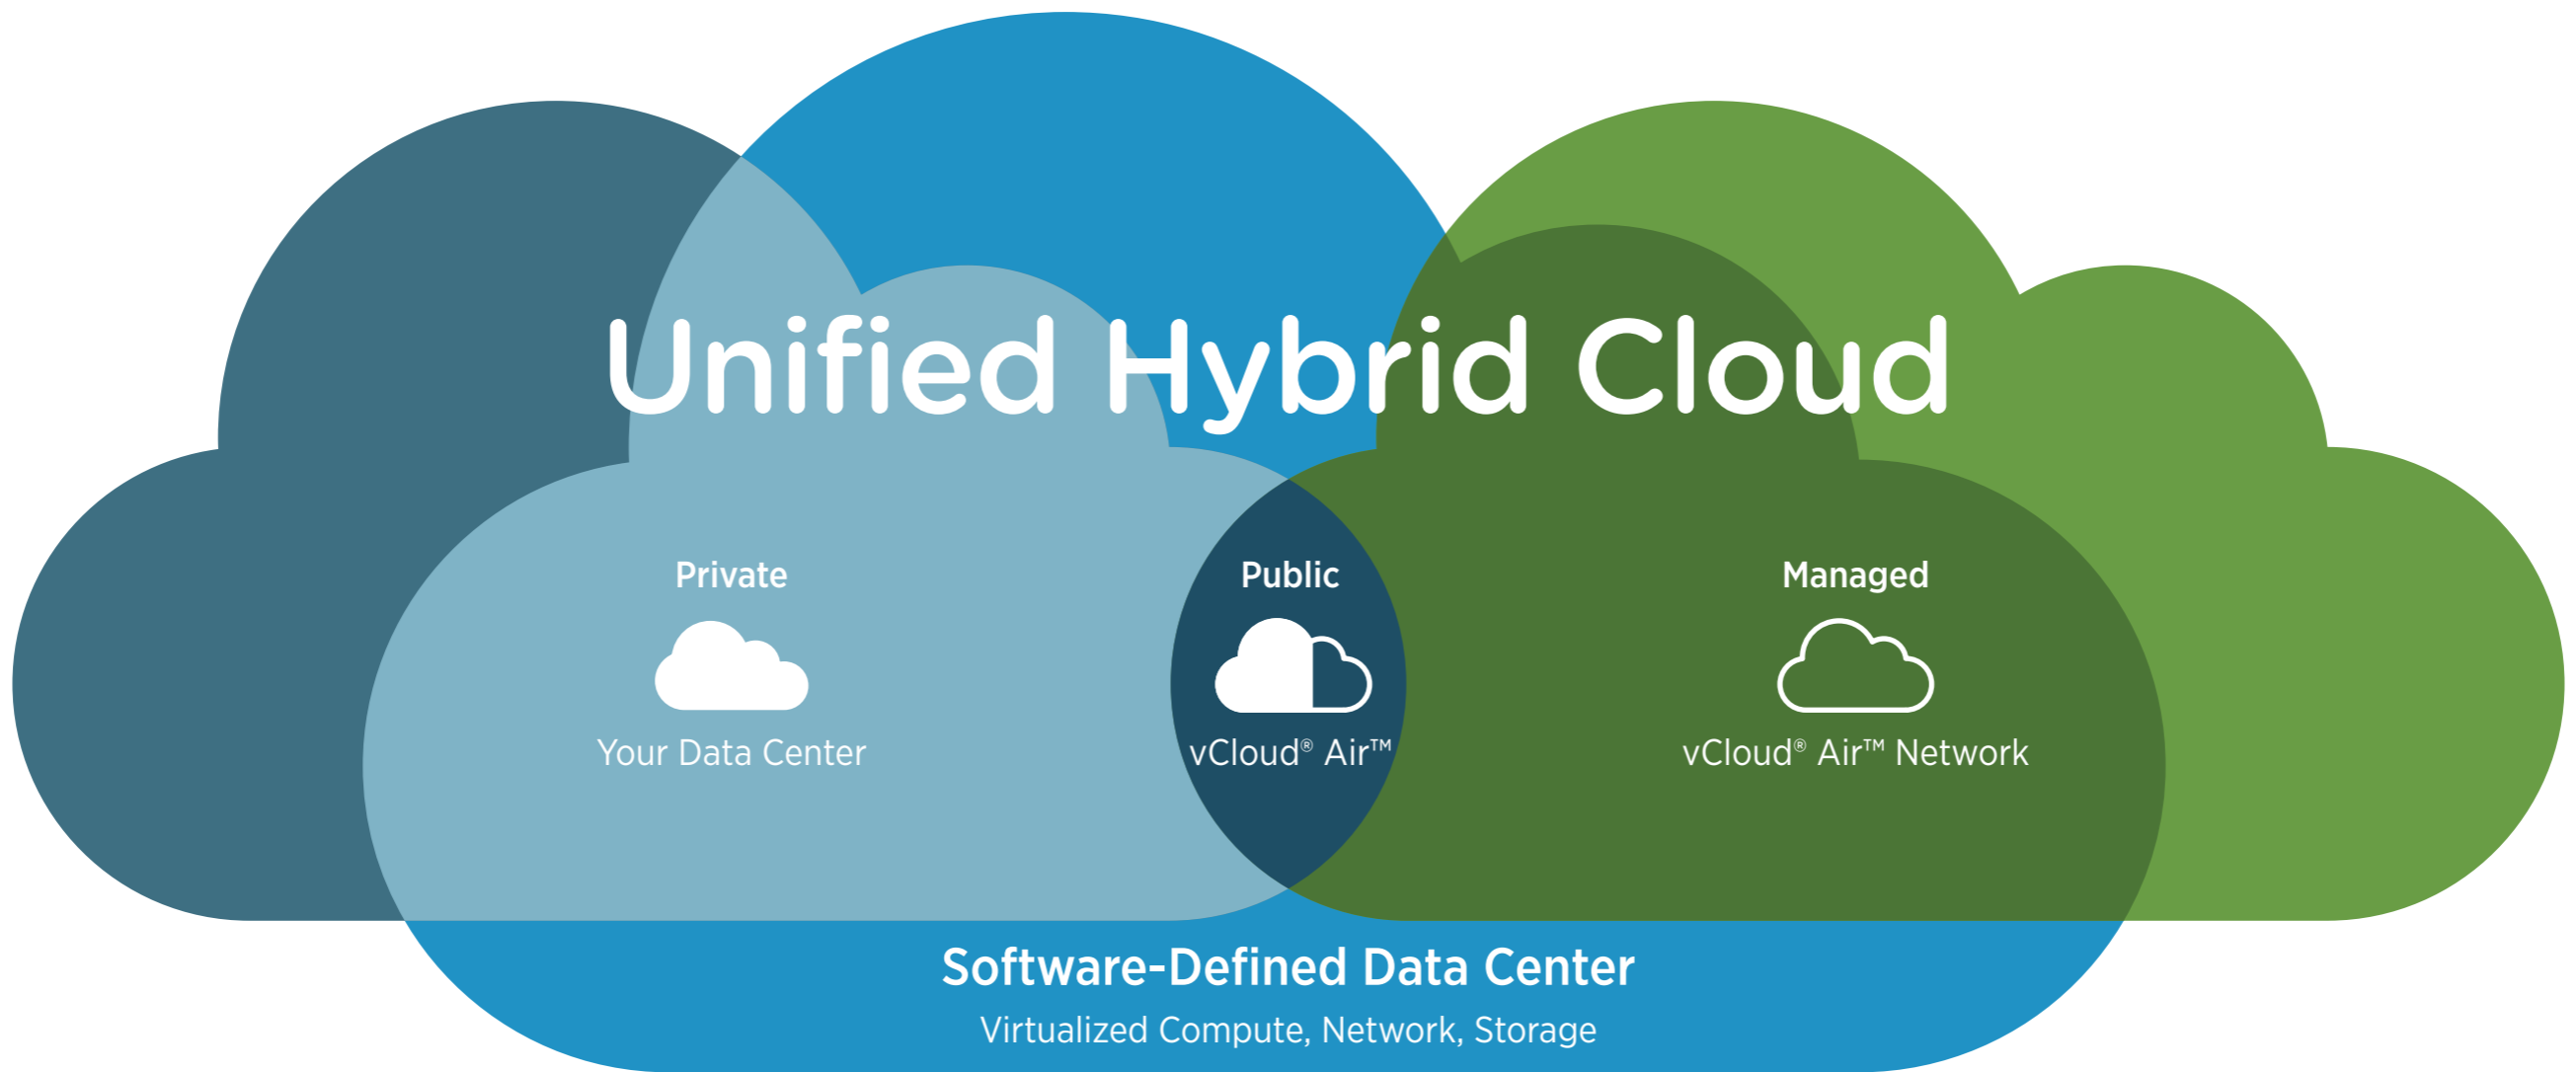 Unified Hybrid Cloud
Private
Your Data Center
Public
vCloud® Air™
Managed
vCloud® Air™ Network
Software-Defined Data Center
Virtualized Compute, Network, Storage